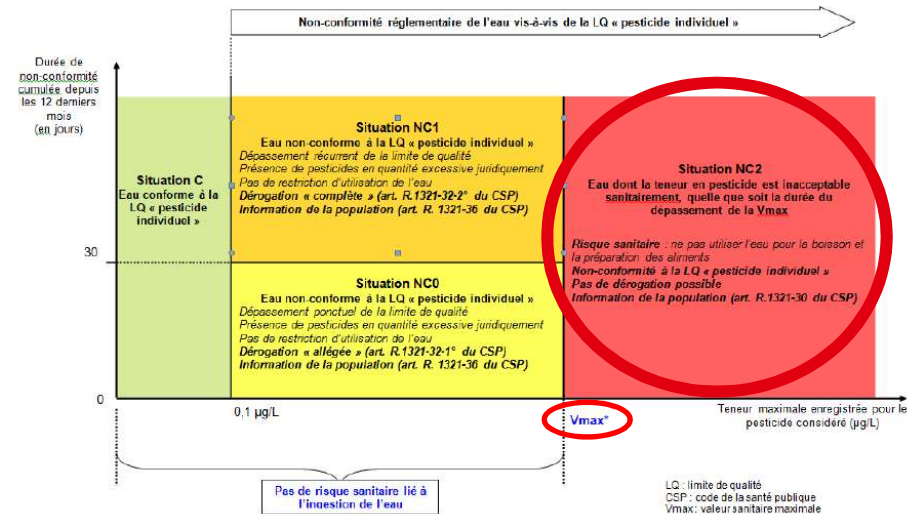 Non-conformité réglementaire de l'eau vis-à-vis de la LQ « pesticide individuel »
Durée de
non-conformité
cumulée depuis
les 12 derniers
mois
(en jours)
Situation C
Eau conforme à la
LQ « pesticide
individuel »
Situation NC1
Eau non-conforme à la LQ « pesticide individuel »
Dépassement récurrent de la limite de qualité
Présence de pesticides en quantité excessive juridiquement
Pas de restriction d'utilisation de l'eau
Dérogation « complète » (art. R.1321-32-2° du CSP)
Information de la population (art. R. 1321-36 du CSP)
Situation NC2
Eau dont la teneur en pesticide est inacceptable
sanitairement, quelle que soit la durée du
dépassement de la Vmax
Risque sanitaire : ne pas utiliser l'eau pour la boisson et
la préparation des aliments
Non-conformité à la LQ « pesticide individuel »
Pas de dérogation possible
Information de la population (art. R.1321-30 du CSP)
30
Situation NC0
Eau non-conforme à la LQ « pesticide individuel »
Dépassement ponctuel de la limite de qualité
Présence de pesticides en quantité excessive juridiquement
Pas de restriction d'utilisation de l'eau
Dérogation « allégée » (art. R.1321-32-1° du CSP)
Information de la population (art. R. 1321-36 du CSP)
0
0,1 µg/L
Vmax*
Teneur maximale enregistrée pour le
pesticide considéré (µg/L)
Pas de risque sanitaire lié à
l'ingestion de l'eau
LQ : limite de qualité
CSP : code de la santé publique
Vmax : valeur sanitaire maximale